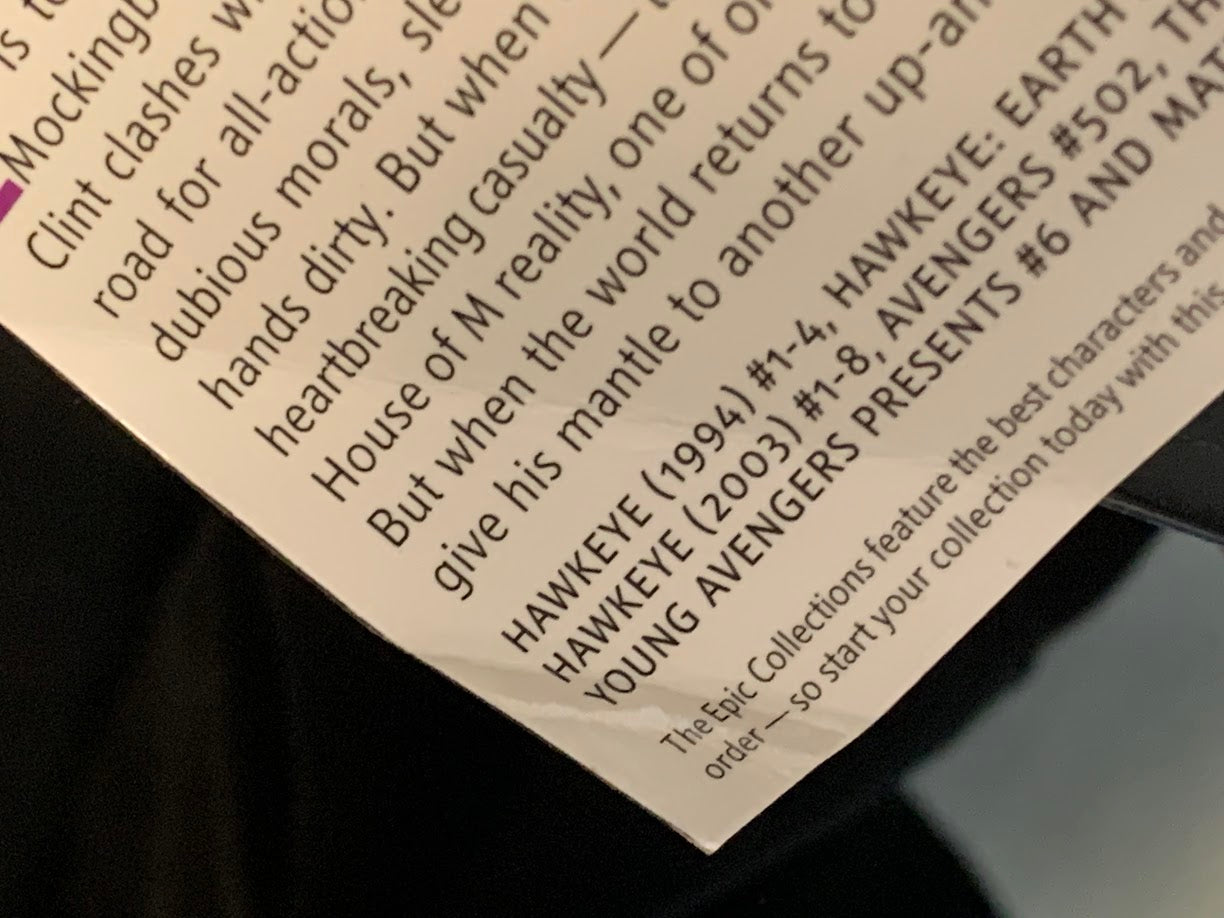 is to
Mockingb
Clint clashes w
road for all-actio
dubious morals, sle
hands dirty. But when
heartbreaking casualty —
House of M reality, one of
But when the world returns to
give his mantle to another up-an
HAWKEYE (1994) #1-4, HAWKEYE: EARTH
HAWKEYE (2003) #1-8, AVENGERS #502, TH
YOUNG AVENGERS PRESENTS #6 AND MAT
The Epic Collections feature the best characters and
order — so start your collection today with this